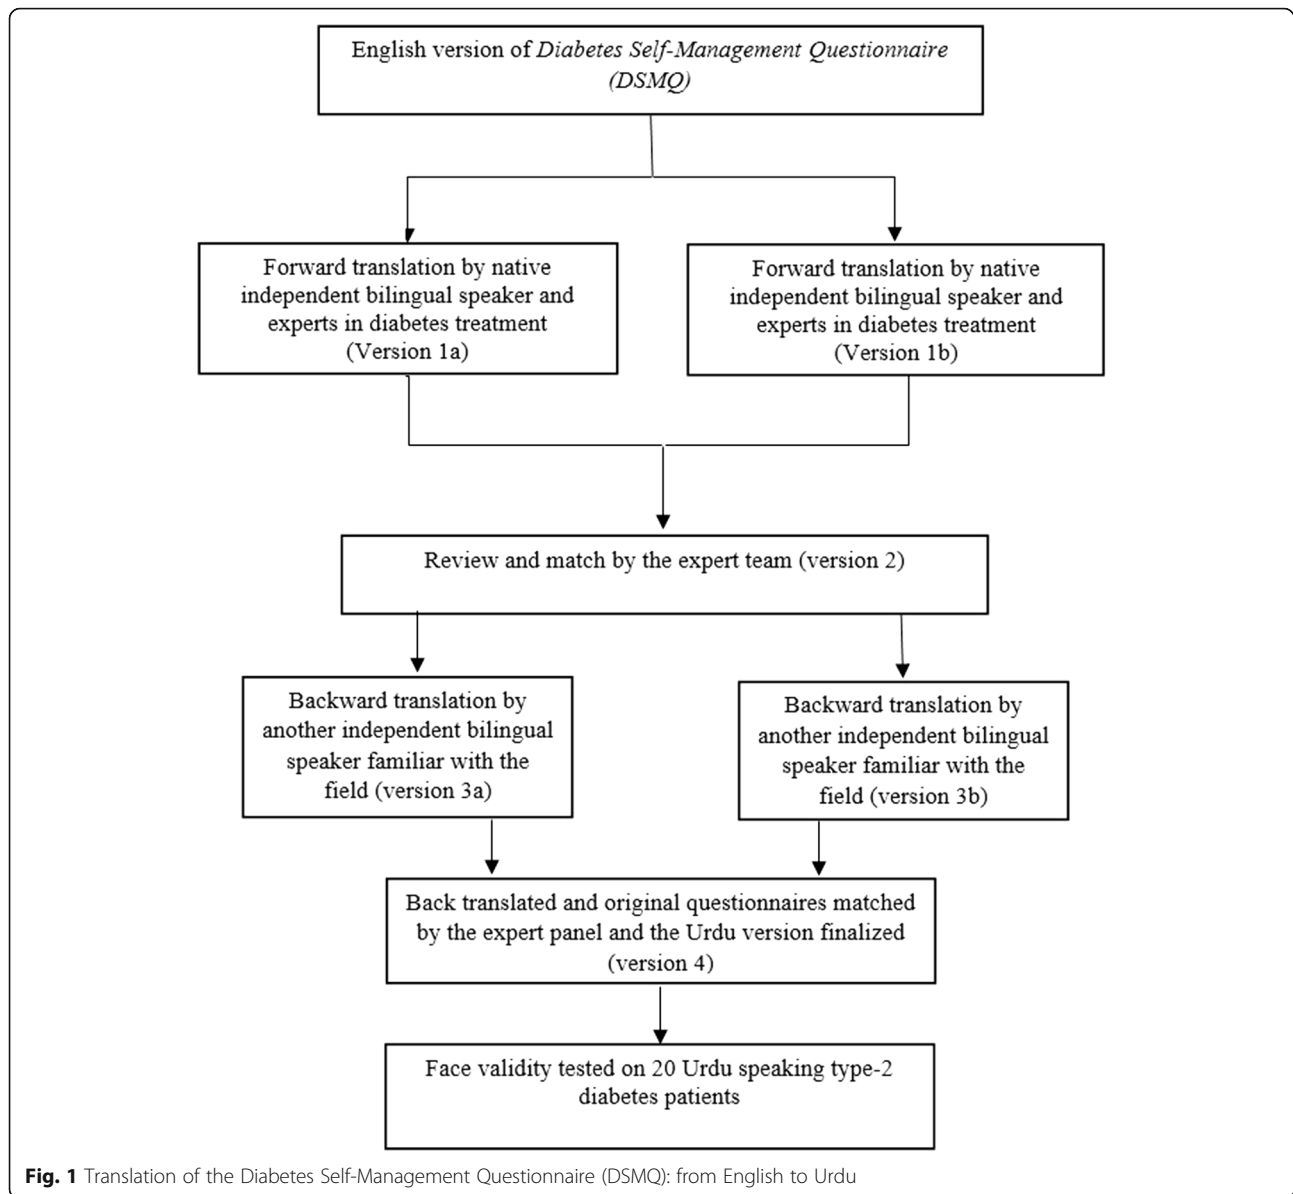 English version of Diabetes Self-Management Questionnaire
(DSMQ)
Forward translation by native
independent bilingual speaker and
experts in diabetes treatment
(Version 1a)
Forward translation by native
independent bilingual speaker and
experts in diabetes treatment
(Version 1b)
Review and match by the expert team (version 2)
Backward translation by
another independent bilingual
speaker familiar with the
field (version 3a)
Backward translation by
another independent bilingual
speaker familiar with the
field (version 3b)
Back translated and original questionnaires matched
by the expert panel and the Urdu version finalized
(version 4)
Face validity tested on 20 Urdu speaking type-2
diabetes patients
Fig. 1 Translation of the Diabetes Self-Management Questionnaire (DSMQ): from English to Urdu